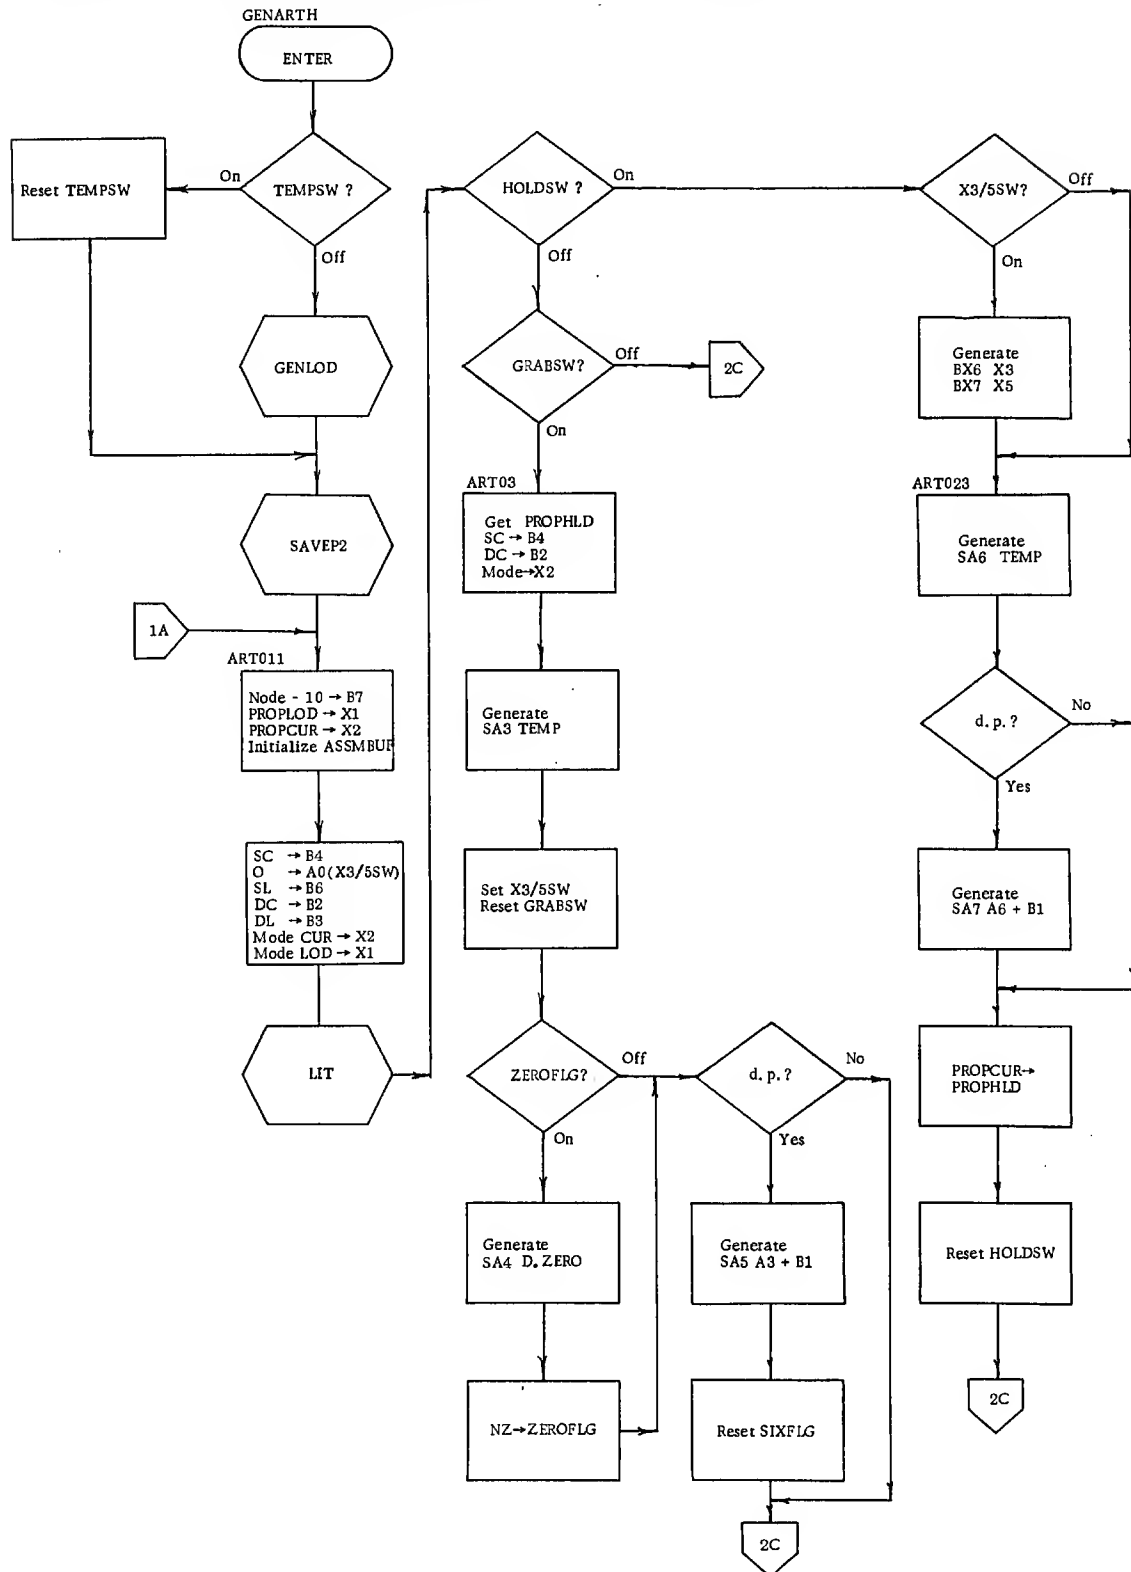 GENARTH
ENTER
Reset TEMPSW
On
TEMPSW ?
Off
GENLOD
SAVEP2
1A
ART011
Node - 10 → B7
PROPLOD → X1
PROPCUR → X2
Initialize ASSMBUF
SC → B4
O → A0(X3/5SW)
SL → B6
DC → B2
DL → B3
Mode CUR → X2
Mode LOD → X1
LIT
HOLDSW ?
On
Off
GRABSW?
Off
2C
On
ART03
Get PROPHLD
SC → B4
DC → B2
Mode→X2
Generate
SA3 TEMP
Set X3/5SW
Reset GRABSW
ZEROFLG?
Off
On
Generate
SA4 D.ZERO
NZ→ZEROFLG
d.p.?
No
Yes
Generate
SA5 A3 + B1
Reset SIXFLG
2C
X3/5SW?
Off
On
Generate
BX6 X3
BX7 X5
ART023
Generate
SA6 TEMP
d.p.?
No
Yes
Generate
SA7 A6 + B1
PROPCUR→
PROPHLD
Reset HOLDSW
2C